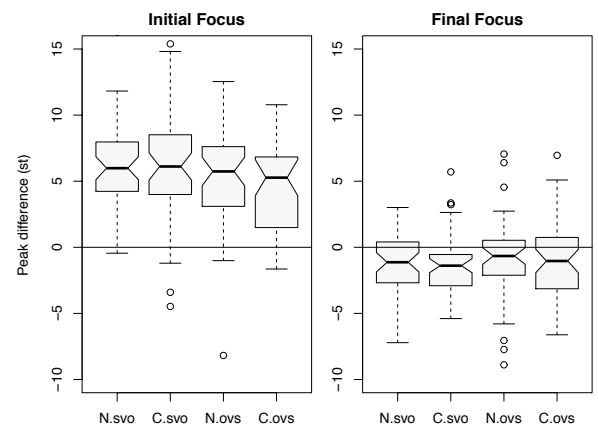 Initial Focus
Final Focus
Peak difference (st)
15
10
5
0
−5
−10
N.svo C.svo N.ovs C.ovs
15
10
5
0
−5
−10
N.svo C.svo N.ovs C.ovs